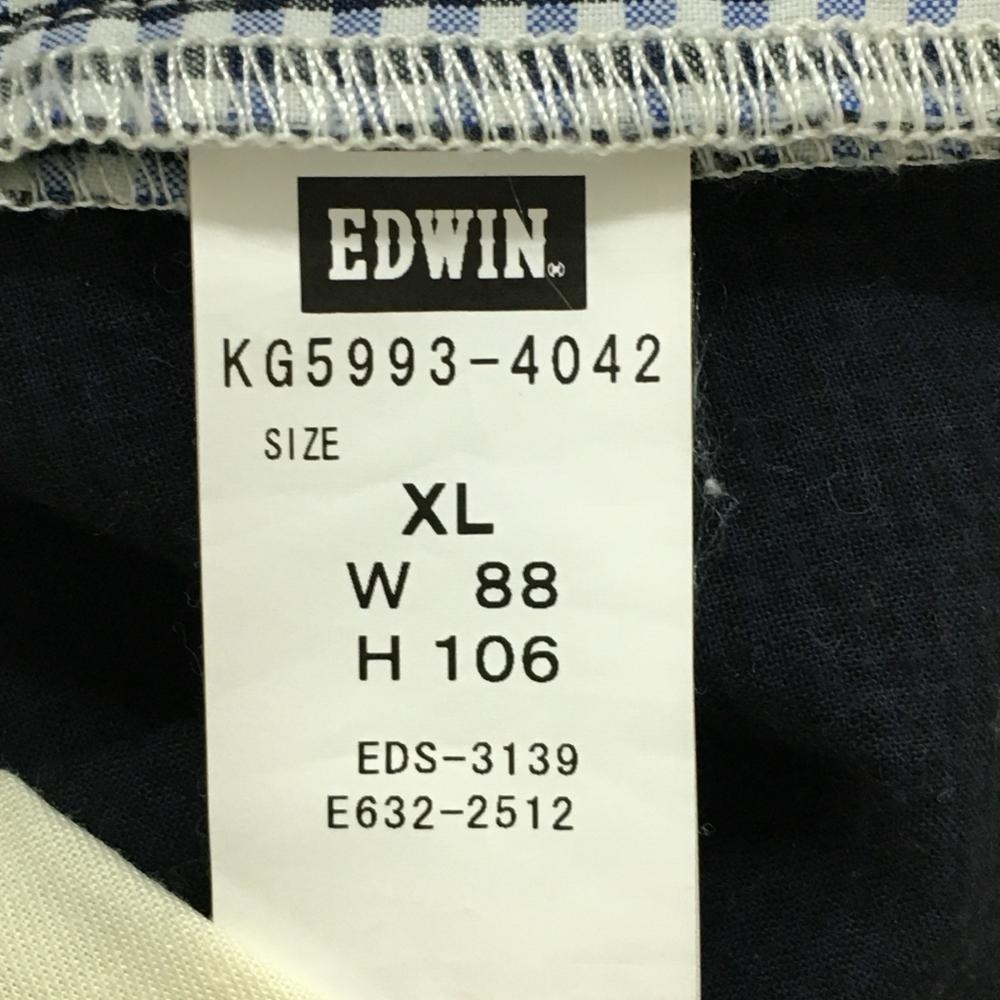 EDWIN®
KG5993-4042
SIZE
XL
W 88
H 106
EDS-3139
E632-2512